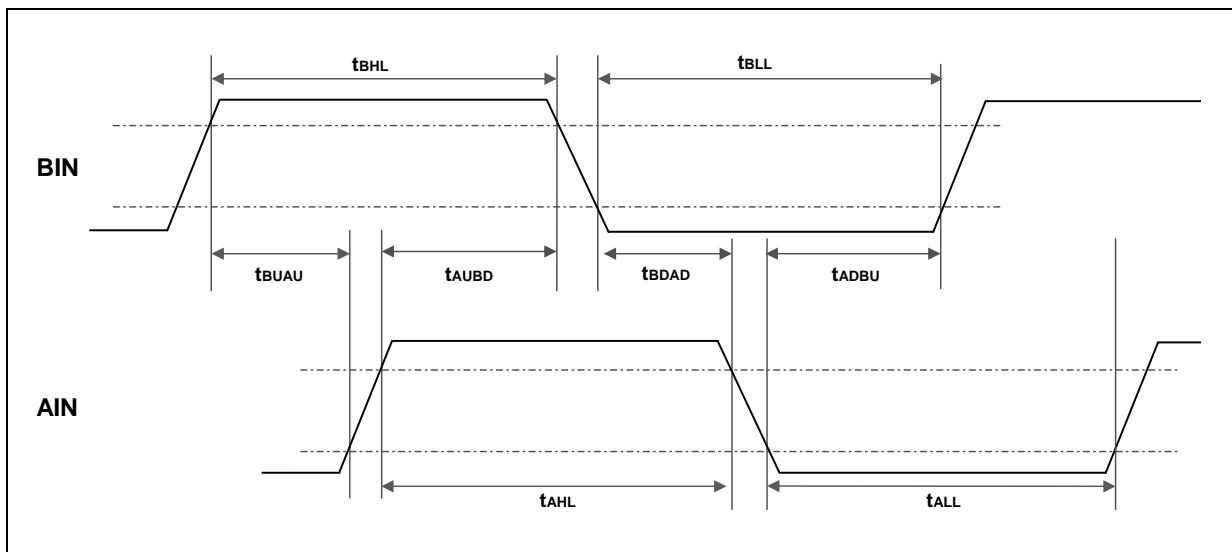 tBHL
tBLL
BIN
tBUAU
tAUBD
tBDAD
tADBU
AIN
tAHL
tALL